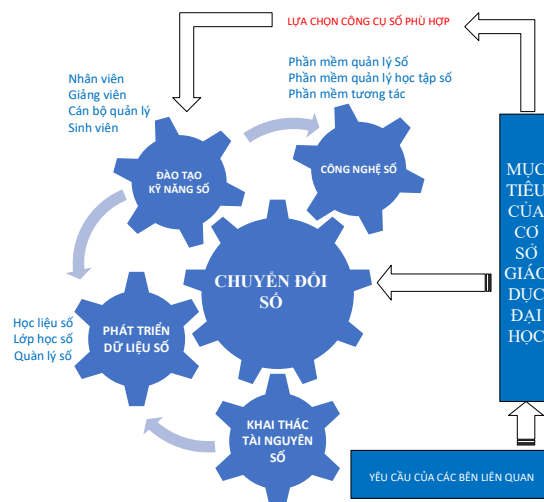 LỰA CHỌN CÔNG CỤ SỐ PHÙ HỢP
Phần mềm quản lý Số
Phần mềm quản lý học tập số
Phần mềm tương tác
Nhân viên
Giảng viên
Cán bộ quản lý
Sinh viên
ĐÀO TẠO
KỸ NĂNG SỐ
CÔNG NGHỆ SỐ
MỤC
TIÊU
CỦA
CƠ
SỞ
GIÁO
DỤC
ĐẠI
HỌC
CHUYỂN ĐỔI
SỐ
Học liệu số
Lớp học số
Quản lý số
PHÁT TRIỂN
DỮ LIỆU SỐ
KHAI THÁC
TÀI NGUYÊN
SỐ
YÊU CẦU CỦA CÁC BÊN LIÊN QUAN